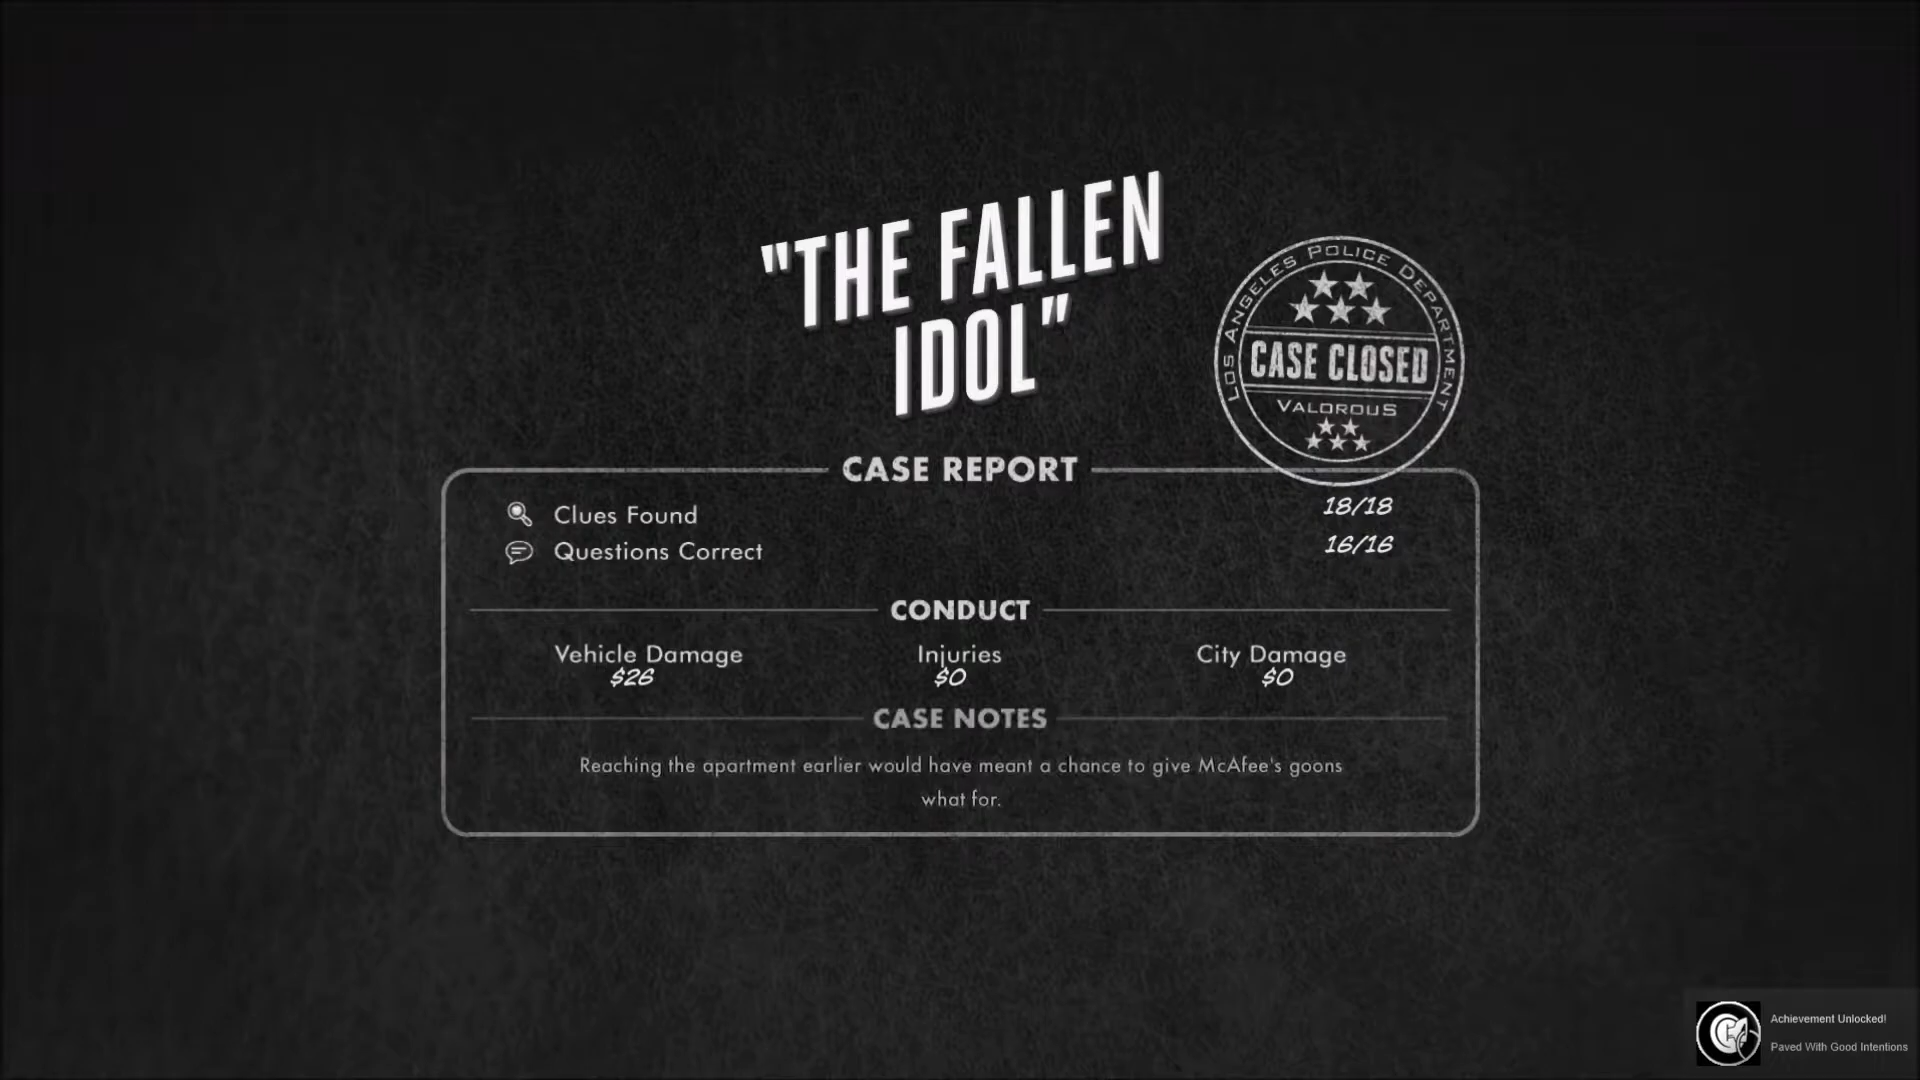 "THE FALLEN
IDOL"
LOS ANGELES POLICE DEPARTMENT
CASE CLOSED
VALOROUS
CASE REPORT
Clues Found 18/18
Questions Correct 16/16
CONDUCT
Vehicle Damage Injuries City Damage
$26 $0 $0
CASE NOTES
Reaching the apartment earlier would have meant a chance to give McAfee's goons
what for.
Achievement Unlocked!
Paved With Good Intentions